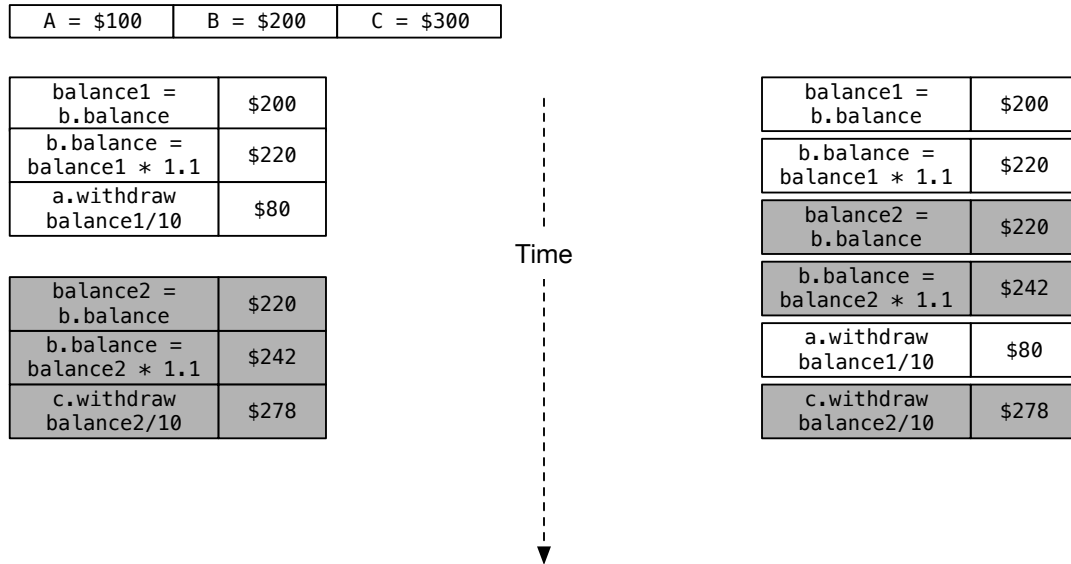 A = $100 B = $200 C = $300
balance1 =
b.balance
$200
b.balance =
balance1 * 1.1
$220
a.withdraw
balance1/10
$80
balance2 =
b.balance
$220
b.balance =
balance2 * 1.1
$242
c.withdraw
balance2/10
$278
Time
balance1 =
b.balance
$200
b.balance =
balance1 * 1.1
$220
balance2 =
b.balance
$220
b.balance =
balance2 * 1.1
$242
a.withdraw
balance1/10
$80
c.withdraw
balance2/10
$278